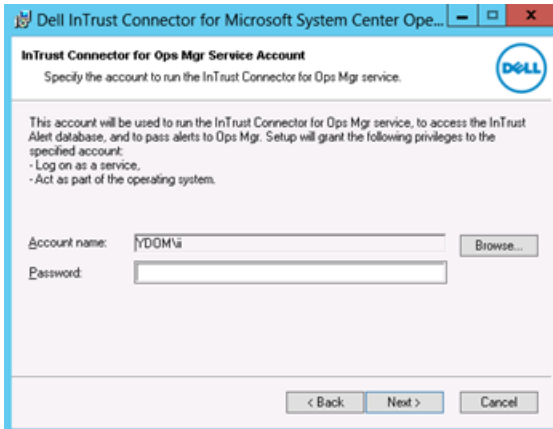 Dell InTrust Connector for Microsoft System Center Ope...
InTrust Connector for Ops Mgr Service Account
Specify the account to run the InTrust Connector for Ops Mgr service.
DELL
This account will be used to run the InTrust Connector for Ops Mgr service, to access the InTrust
Alert database, and to pass alerts to Ops Mgr. Setup will grant the following privileges to the
specified account:
- Log on as a service,
- Act as part of the operating system.
Account name: YDOM\ii Browse...
Password:
< Back Next > Cancel